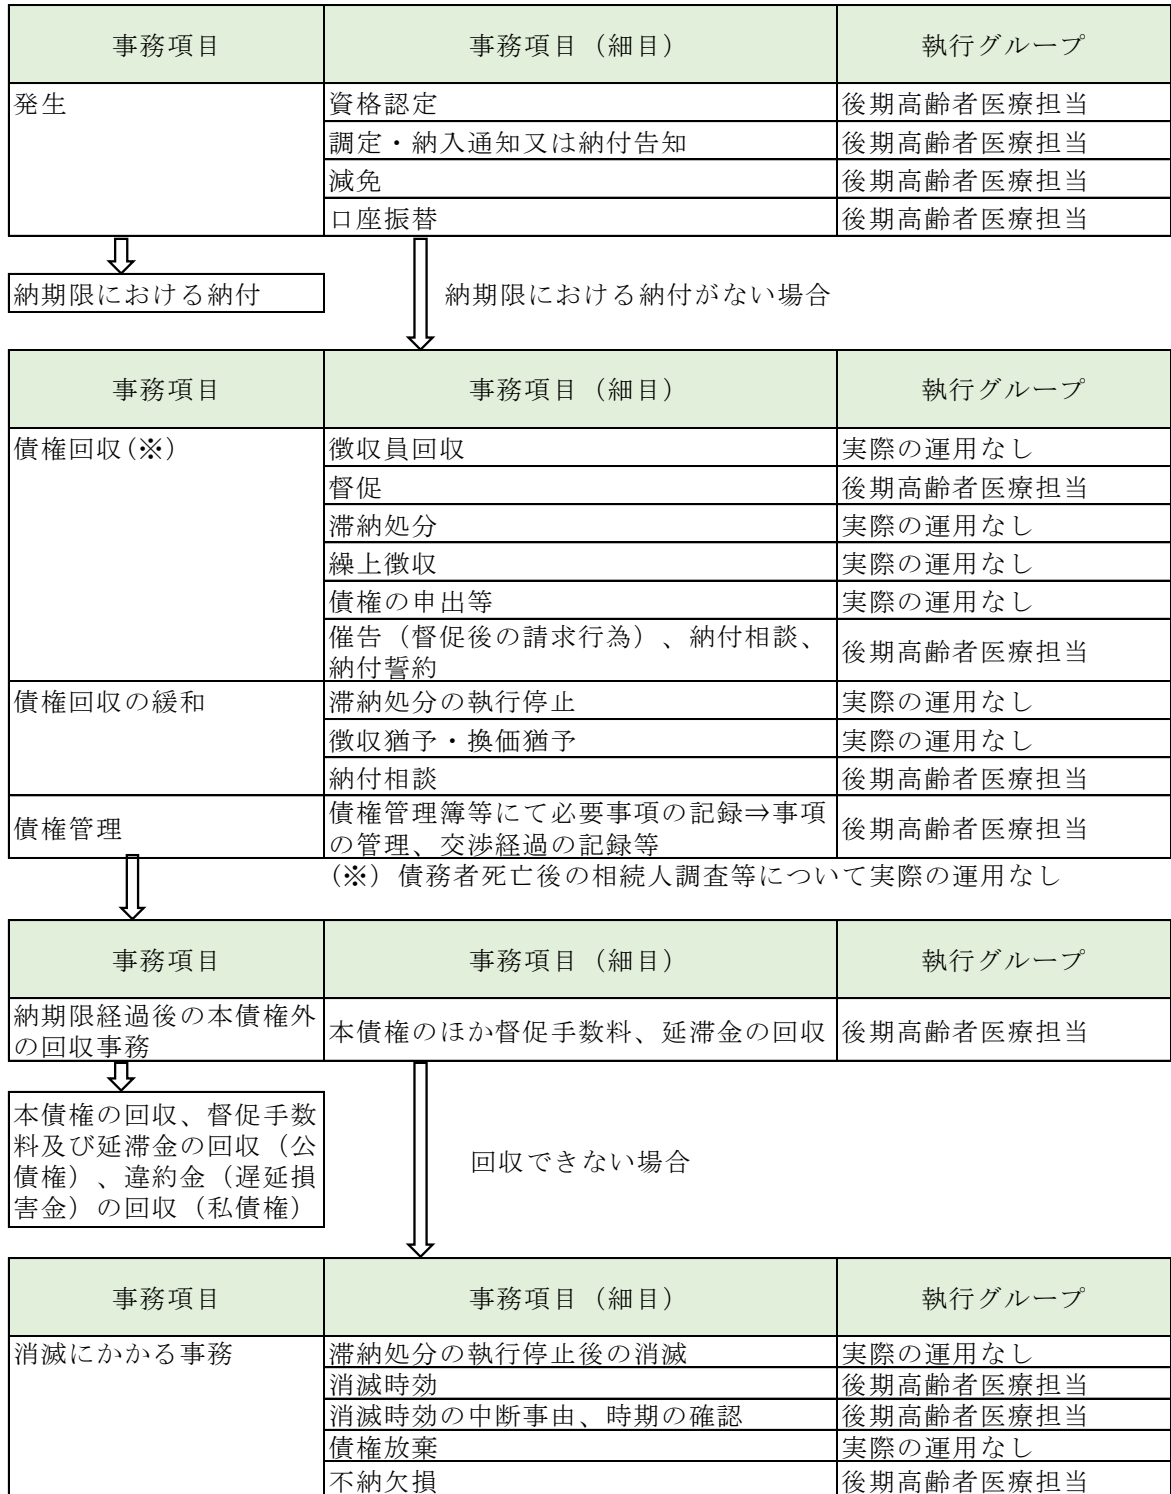 事務項目 事務項目（細目） 執行グループ
発生 資格認定 後期高齢者医療担当
調定・納入通知又は納付告知 後期高齢者医療担当
減免 後期高齢者医療担当
口座振替 後期高齢者医療担当
納期限における納付 納期限における納付がない場合
事務項目 事務項目（細目） 執行グループ
債権回収(※) 徴収員回収 実際の運用なし
督促 後期高齢者医療担当
滞納処分 実際の運用なし
繰上徴収 実際の運用なし
債権の申出等 実際の運用なし
催告（督促後の請求行為）、納付相談、
納付誓約 後期高齢者医療担当
債権回収の緩和 滞納処分の執行停止 実際の運用なし
徴収猶予・換価猶予 実際の運用なし
納付相談 後期高齢者医療担当
債権管理 債権管理簿等にて必要事項の記録⇒事項
の管理、交渉経過の記録等 後期高齢者医療担当
（※）債務者死亡後の相続人調査等について実際の運用なし
事務項目 事務項目（細目） 執行グループ
納期限経過後の本債権外
の回収事務 本債権のほか督促手数料、延滞金の回収 後期高齢者医療担当
本債権の回収、督促手数
料及び延滞金の回収（公
債権）、違約金（遅延損
害金）の回収（私債権）
回収できない場合
事務項目 事務項目（細目） 執行グループ
消滅にかかる事務 滞納処分の執行停止後の消滅 実際の運用なし
消滅時効 後期高齢者医療担当
消滅時効の中断事由、時期の確認 後期高齢者医療担当
債権放棄 実際の運用なし
不納欠損 後期高齢者医療担当